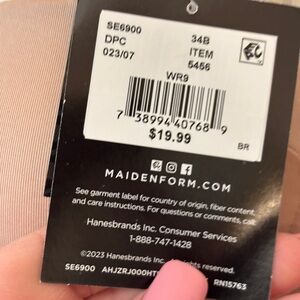 SE6900 34B
DPC ITEM
023/07 5456
WR9
7 38994 40768 9
$19.99
BR
MAIDENFORM.COM
See garment label for country of origin, fiber content,
and care instructions. For questions or comments, call:
Hanesbrands Inc. Consumer Services
1-888-747-1428
©2023 Hanesbrands Inc. rights reserved.
SE6900 AHJZRJ000HT RN15763